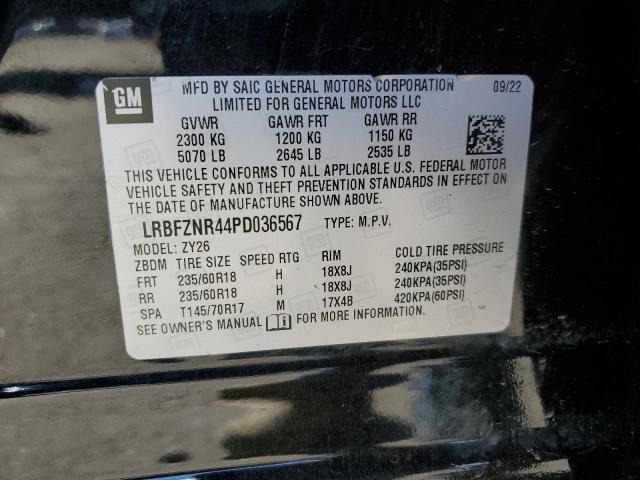 GM
MFD BY SAIC GENERAL MOTORS CORPORATION 09/22
LIMITED FOR GENERAL MOTORS LLC
GVWR GAWR FRT GAWR RR
2300 KG 1200 KG 1150 KG
5070 LB 2645 LB 2535 LB
THIS VEHICLE CONFORMS TO ALL APPLICABLE U.S. FEDERAL MOTOR
VEHICLE SAFETY AND THEFT PREVENTION STANDARDS IN EFFECT ON
THE DATE OF MANUFACTURE SHOWN ABOVE.
LRBFZNR44PD036567 TYPE: M.P.V.
MODEL: ZY26
ZBDM TIRE SIZE SPEED RTG RIM COLD TIRE PRESSURE
FRT 235/60R18 H 18X8J 240KPA(35PSI)
RR 235/60R18 H 18X8J 240KPA(35PSI)
SPA T145/70R17 M 17X4B 420KPA(60PSI)
SEE OWNER'S MANUAL FOR MORE INFORMATION.